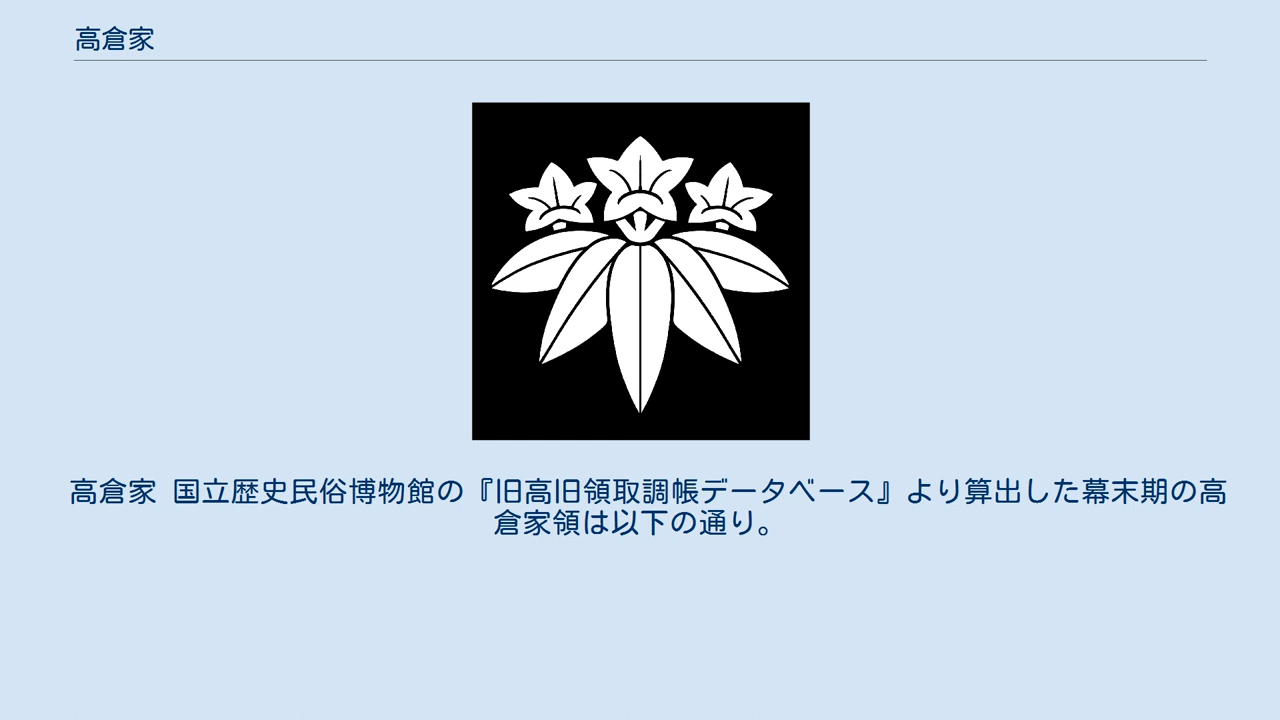 高倉家
高倉家 国立歴史民俗博物館の『旧高旧領取調帳データベース』より算出した幕末期の高
倉家領は以下の通り。